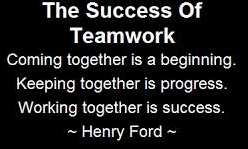 The Success Of
Teamwork
Coming together is a beginning.
Keeping together is progress.
Working together is success.
~ Henry Ford ~